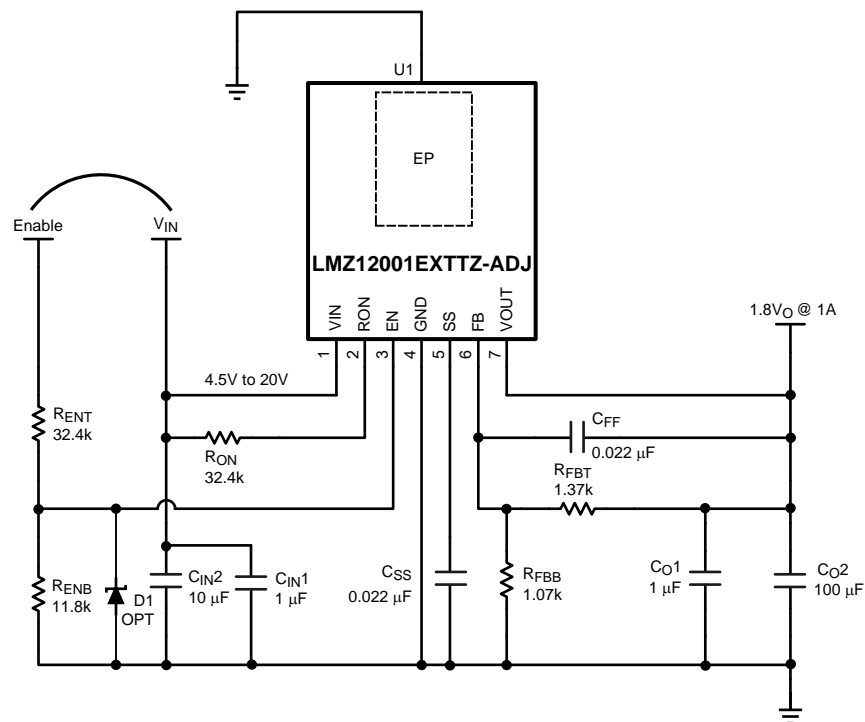 U1
EP
Enable
VIN
LMZ12001EXTTZ-ADJ
VIN
RON
EN
GND
SS
FB
VOUT
1
2
3
4
5
6
7
1.8VO @ 1A
4.5V to 20V
RENT
32.4k
RON
32.4k
CFF
0.022 μF
RFBT
1.37k
RENB
11.8k
D1
OPT
CIN2
10 μF
CIN1
1 μF
CSS
0.022 μF
RFBB
1.07k
CO1
1 μF
CO2
100 μF